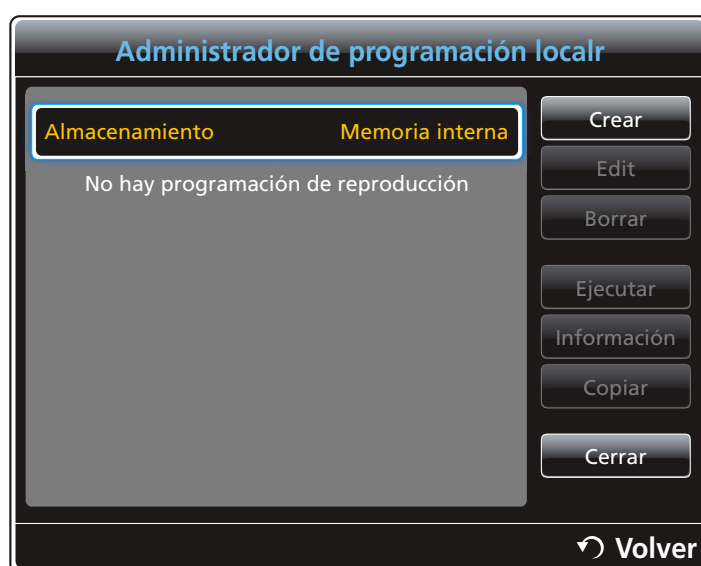 Administrador de programación localr
Almacenamiento Memoria interna
No hay programación de reproducción
Crear
Edit
Borrar
Ejecutar
Información
Copiar
Cerrar
Volver